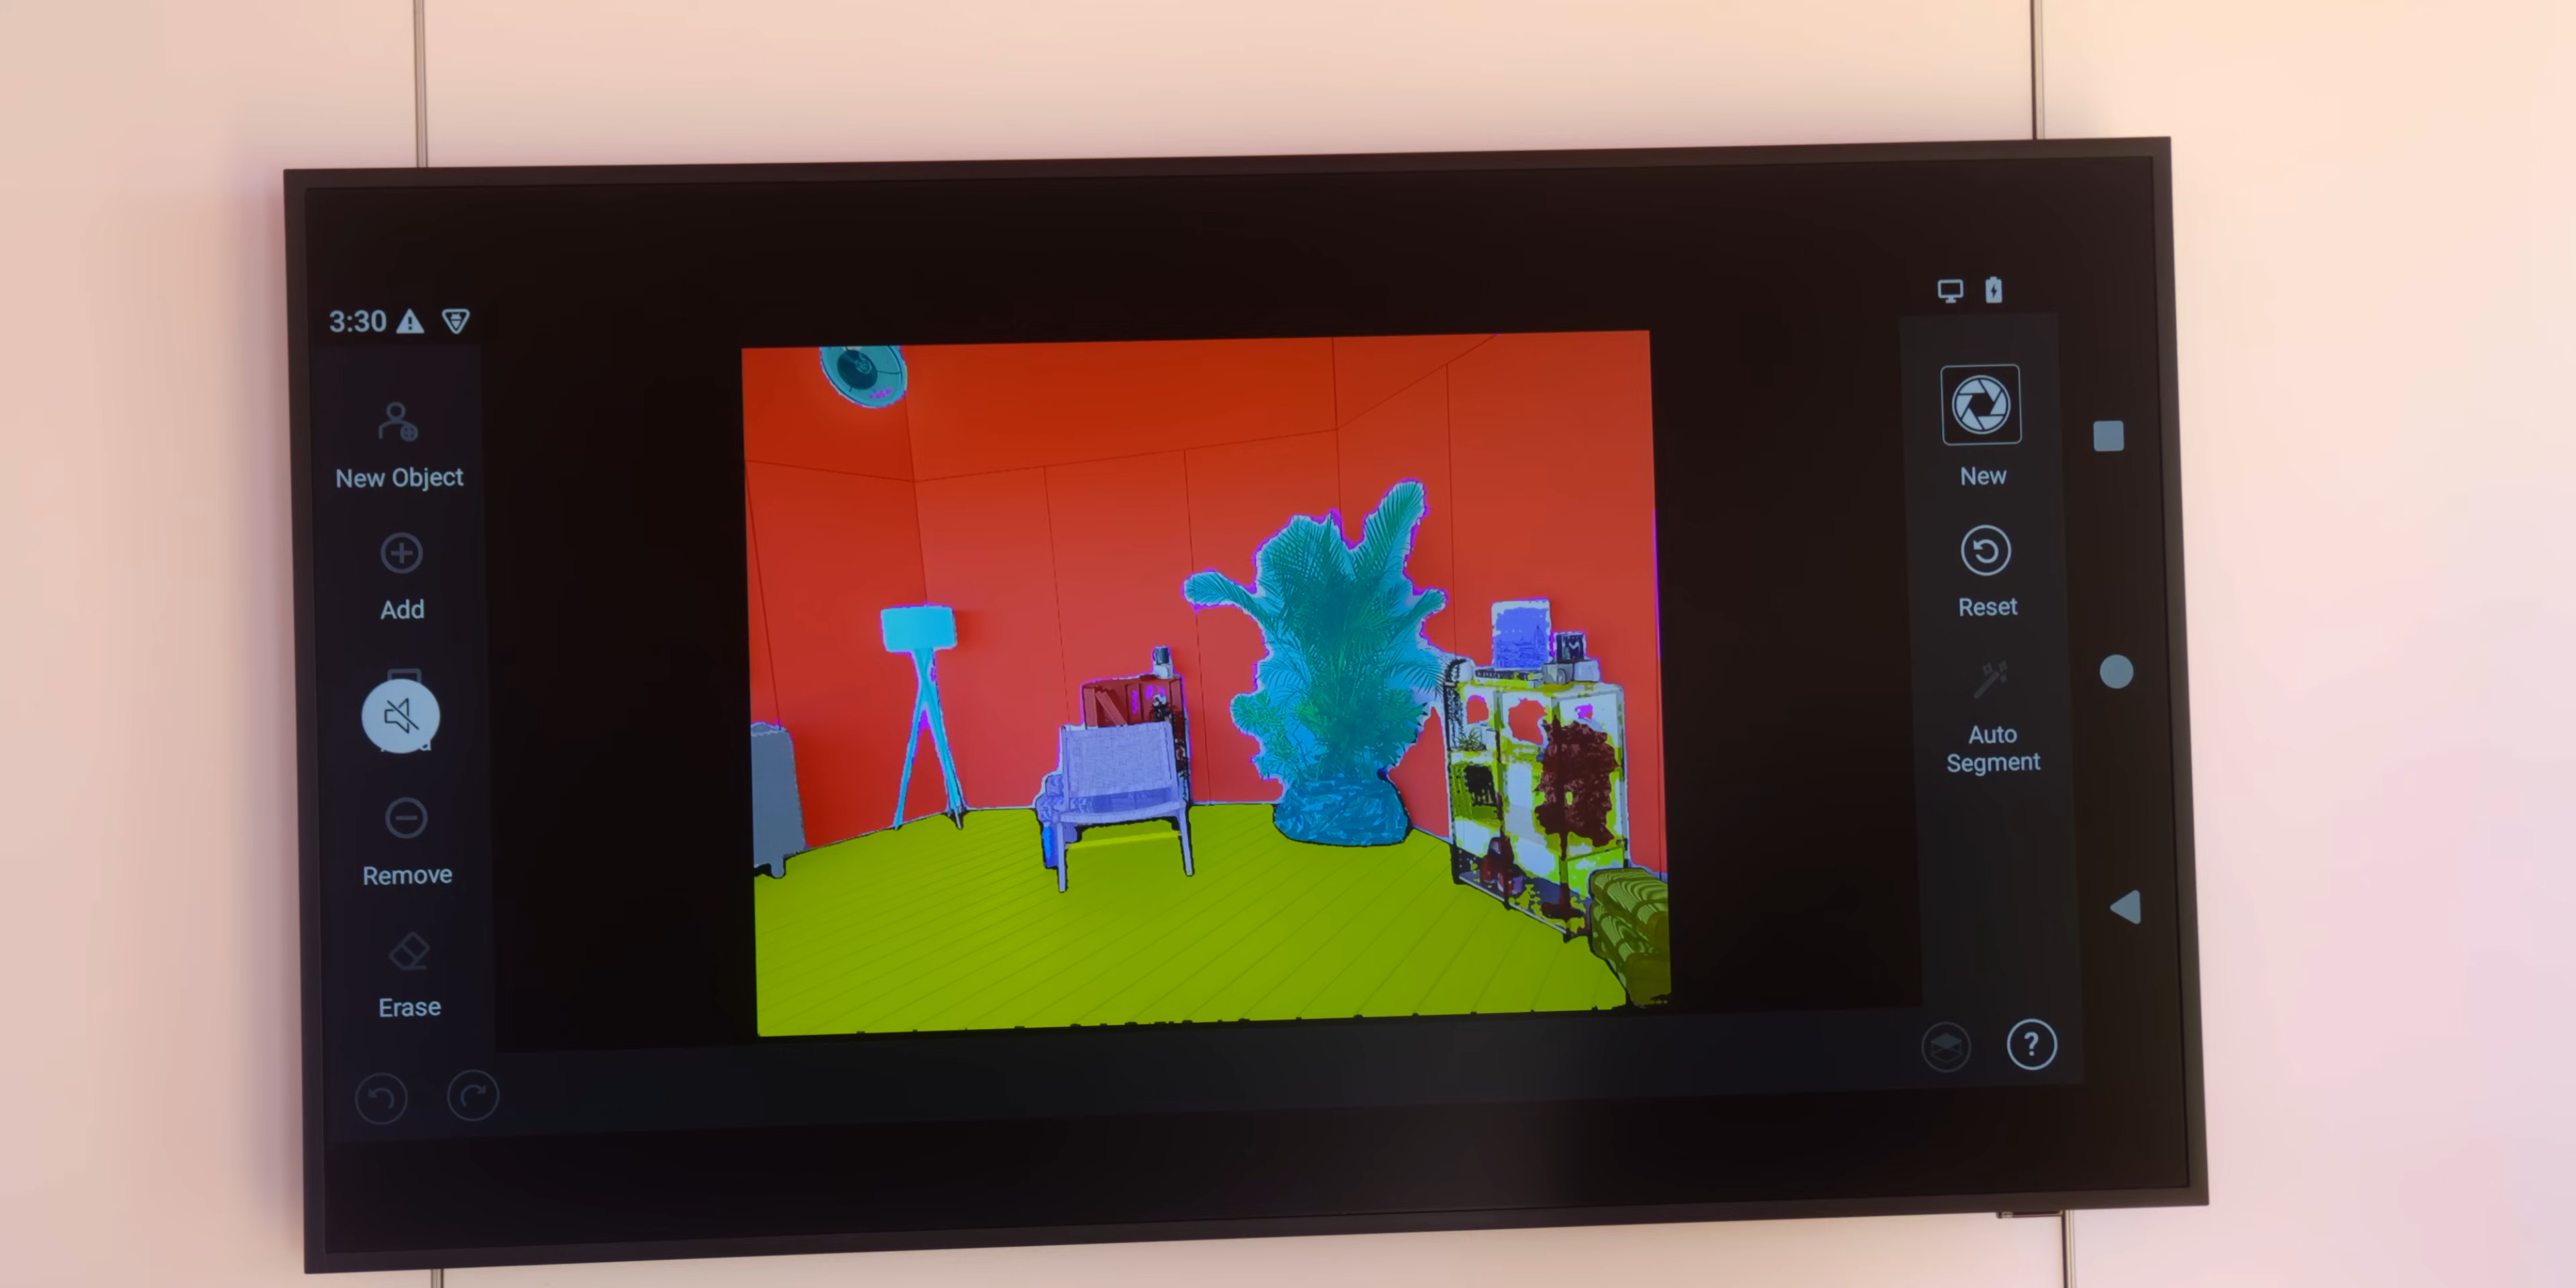 3:30
New Object
Add
Remove
Erase
New
Reset
Auto
Segment
?